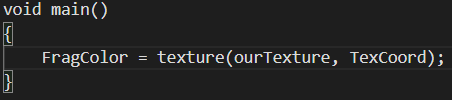 void main()
{
    FragColor = texture(ourTexture, TexCoord);
}